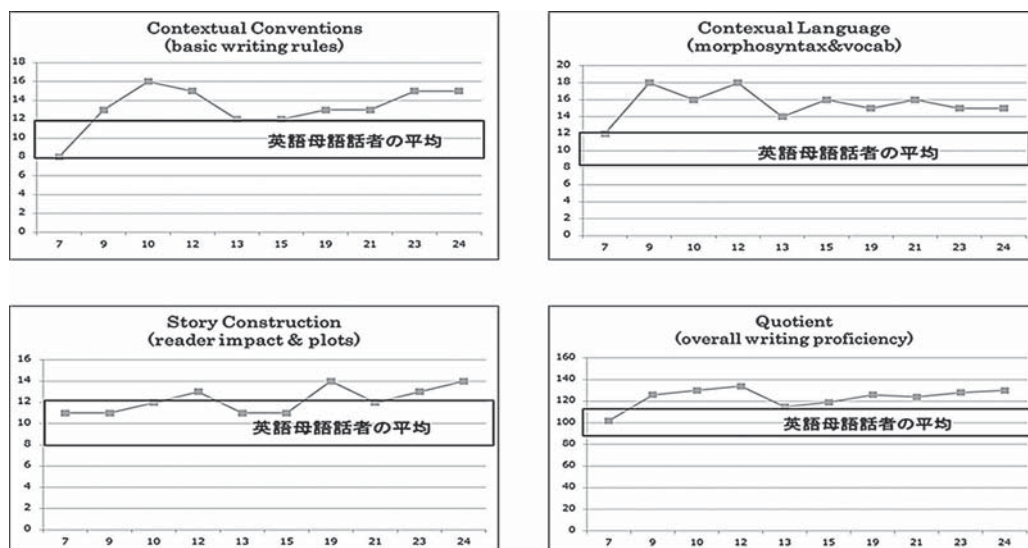 Contextual Conventions
(basic writing rules)
18
16
14
12
10
8
6
4
2
0
英語母語話者の平均
7 9 10 12 13 15 19 21 23 24
Contexual Language
(morphosyntax&vocab)
20
18
16
14
12
10
8
6
4
2
0
英語母語話者の平均
7 9 10 12 13 15 19 21 23 24
Story Construction
(reader impact & plots)
16
14
12
10
8
6
4
2
0
英語母語話者の平均
7 9 10 12 13 15 19 21 23 24
Quotient
(overall writing proficiency)
160
140
120
100
80
60
40
20
0
英語母語話者の平均
7 9 10 12 13 15 19 21 23 24